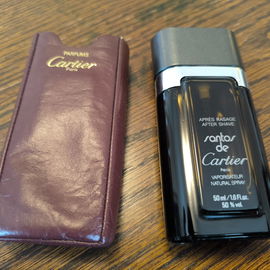 PARFUMS
Cartier
Paris
APRÈS RASAGE
AFTER SHAVE
santos
de
Cartier
Paris
VAPORISATEUR
NATURAL SPRAY
50 ml/1.6 Fl.oz.
50 % vol.